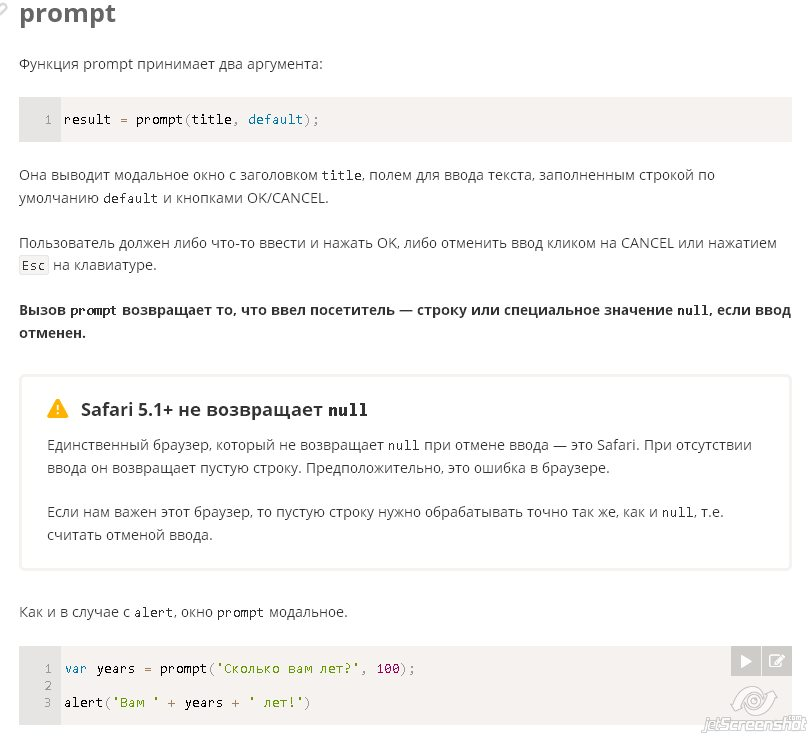 prompt
Функция prompt принимает два аргумента:
1 result = prompt(title, default);
Она выводит модальное окно с заголовком title, полем для ввода текста, заполненным строкой по
умолчанию default и кнопками OK/CANCEL.
Пользователь должен либо что-то ввести и нажать OK, либо отменить ввод кликом на CANCEL или нажатием
Esc на клавиатуре.
Вызов prompt возвращает то, что ввел посетитель — строку или специальное значение null, если ввод
отменен.
Safari 5.1+ не возвращает null
Единственный браузер, который не возвращает null при отмене ввода — это Safari. При отсутствии
ввода он возвращает пустую строку. Предположительно, это ошибка в браузере.
Если нам важен этот браузер, то пустую строку нужно обрабатывать точно так же, как и null, т.е.
считать отменой ввода.
Как и в случае с alert, окно prompt модальное.
1 var years = prompt('Сколько вам лет?', 100);
2
3 alert('Вам ' + years + ' лет!')
jetScreenshot.com